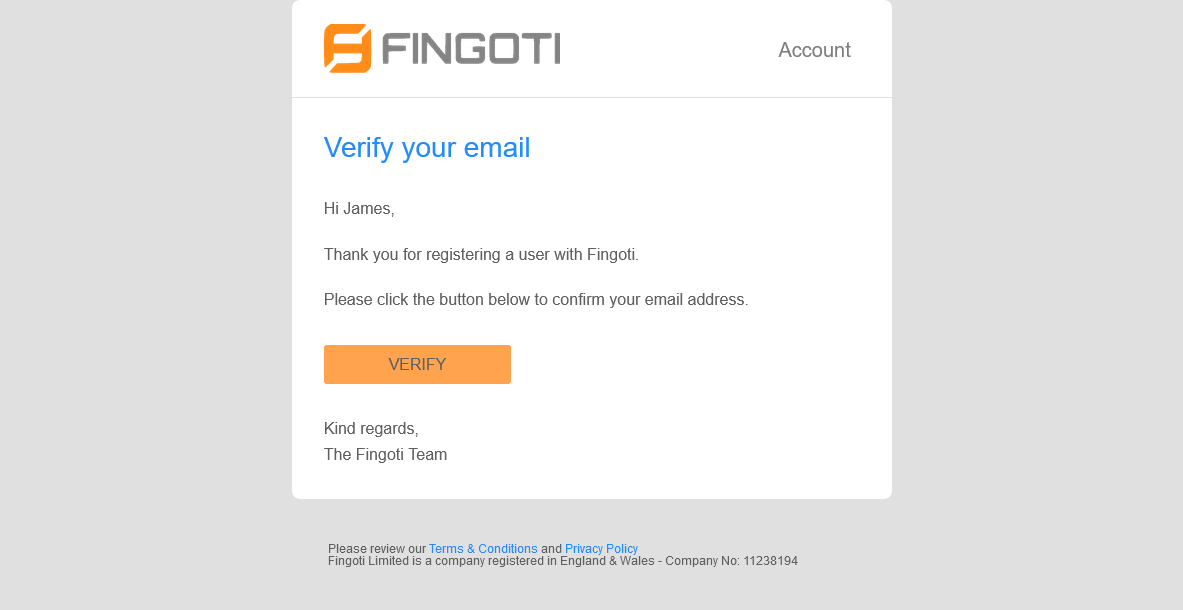 FINGOTI
Account
Verify your email
Hi James,
Thank you for registering a user with Fingoti.
Please click the button below to confirm your email address.
VERIFY
Kind regards,
The Fingoti Team
Please review our Terms & Conditions and Privacy Policy
Fingoti Limited is a company registered in England & Wales - Company No: 11238194